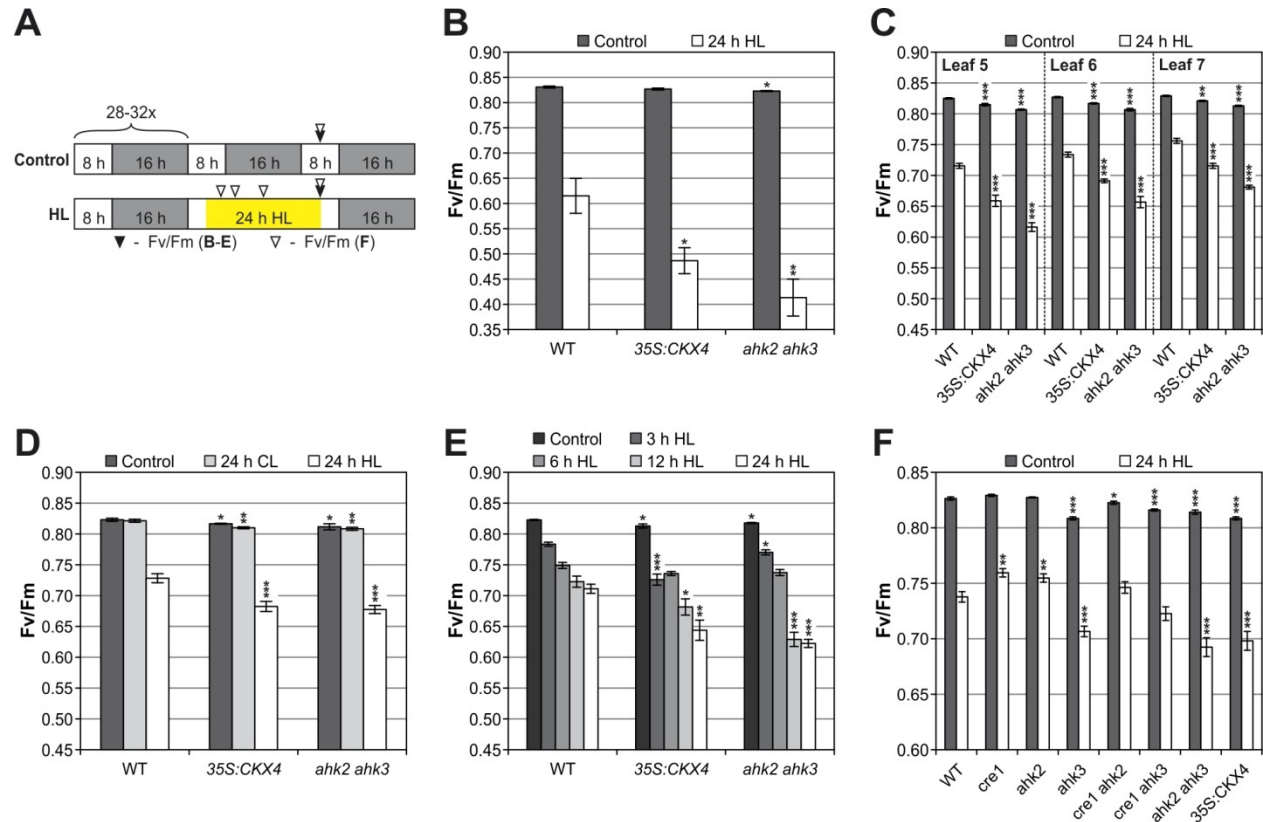 A
28-32x
Control 8 h 16 h 8 h 16 h 8 h 16 h
HL 8 h 16 h 24 h HL 16 h
▼ - Fv/Fm (B-E) ▽ - Fv/Fm (F)
B
Control 24 h HL
Fv/Fm
0.90
0.85
0.80
0.75
0.70
0.65
0.60
0.55
0.50
0.45
0.40
0.35
*
*
**
WT 35S:CKX4 ahk2 ahk3
C
Control 24 h HL
Fv/Fm
0.90
0.85
0.80
0.75
0.70
0.65
0.60
0.55
0.50
0.45
Leaf 5 Leaf 6 Leaf 7
*** *** *** *** ** ***
*** *** *** *** *** ***
WT 35S:CKX4 ahk2 ahk3 WT 35S:CKX4 ahk2 ahk3 WT 35S:CKX4 ahk2 ahk3
D
Control 24 h CL 24 h HL
Fv/Fm
0.90
0.85
0.80
0.75
0.70
0.65
0.60
0.55
0.50
0.45
* ** * **
*** ***
WT 35S:CKX4 ahk2 ahk3
E
Control 3 h HL
6 h HL 12 h HL 24 h HL
Fv/Fm
0.90
0.85
0.80
0.75
0.70
0.65
0.60
0.55
0.50
0.45
* *** * ** * * *** ***
WT 35S:CKX4 ahk2 ahk3
F
Control 24 h HL
Fv/Fm
0.85
0.80
0.75
0.70
0.65
0.60
*** * *** *** ***
** ** *** *** ***
WT cre1 ahk2 ahk3 cre1 ahk2 cre1 ahk3 ahk2 ahk3 35S:CKX4